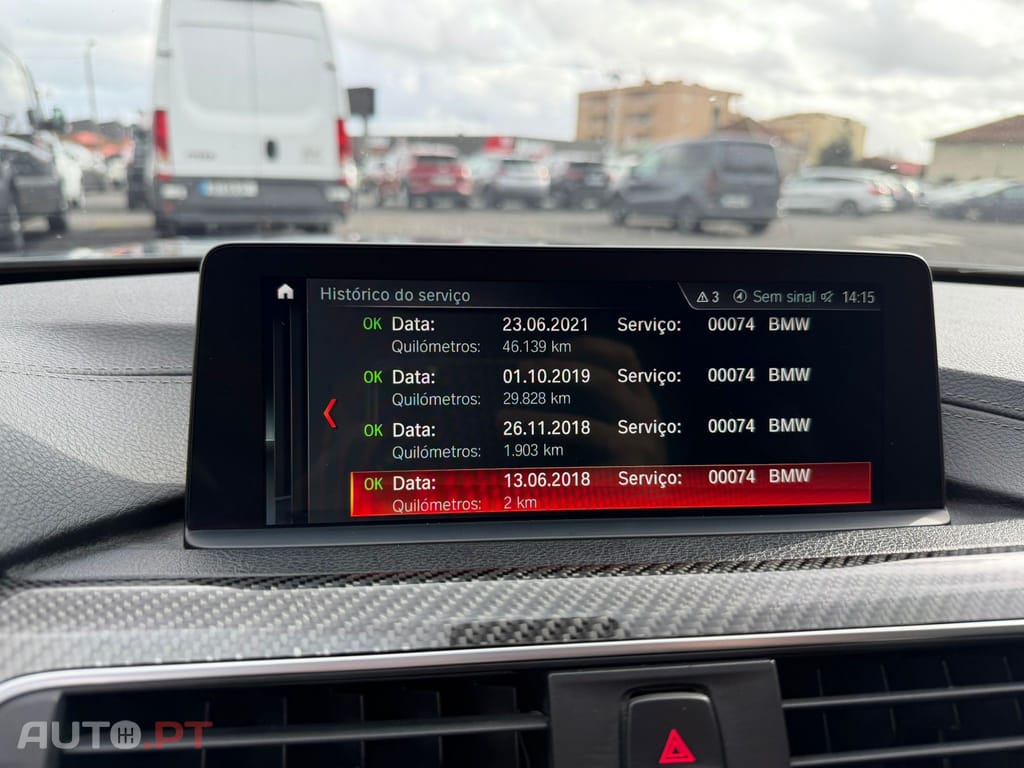 Histórico do serviço
3 Sem sinal 14:15
OK Data: 23.06.2021 Serviço: 00074 BMW
Quilómetros: 46.139 km
OK Data: 01.10.2019 Serviço: 00074 BMW
Quilómetros: 29.828 km
OK Data: 26.11.2018 Serviço: 00074 BMW
Quilómetros: 1.903 km
OK Data: 13.06.2018 Serviço: 00074 BMW
Quilómetros: 2 km
AUTO.PT